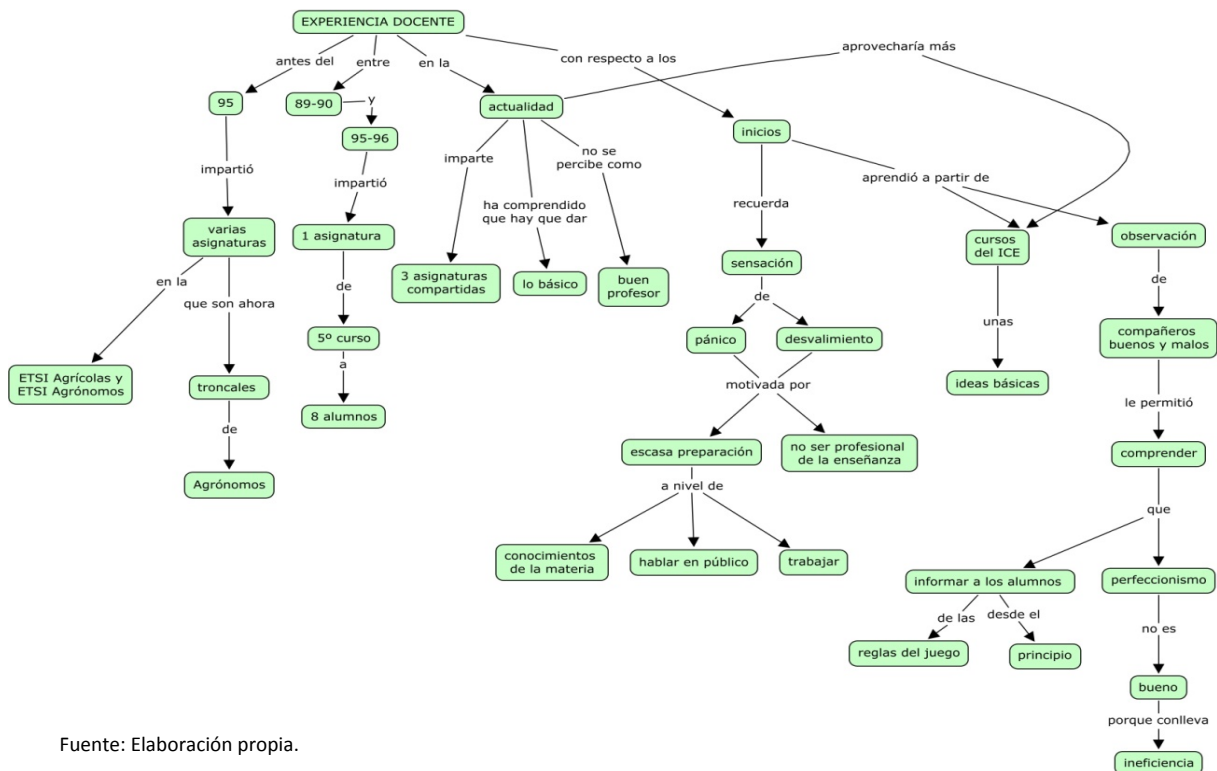 EXPERIENCIA DOCENTE
aprovecharía más
antes del
entre
en la
con respecto a los
95
89-90
y
actualidad
95-96
inicios
impartió
impartió
imparte
no se
percibe como
aprendió a partir de
ha comprendido
que hay que dar
recuerda
varias
asignaturas
1 asignatura
cursos
del ICE
observación
sensación
en la
de
3 asignaturas
compartidas
lo básico
buen
profesor
de
que son ahora
de
unas
5º curso
pánico
desvalimiento
compañeros
buenos y malos
ETSI Agrícolas y
ETSI Agrónomos
troncales
a
motivada por
ideas básicas
le permitió
8 alumnos
de
escasa preparación
no ser profesional
de la enseñanza
comprender
Agrónomos
a nivel de
que
conocimientos
de la materia
hablar en público
trabajar
informar a los alumnos
perfeccionismo
de las
desde el
no es
reglas del juego
principio
bueno
porque conlleva
ineficiencia
Fuente: Elaboración propia.